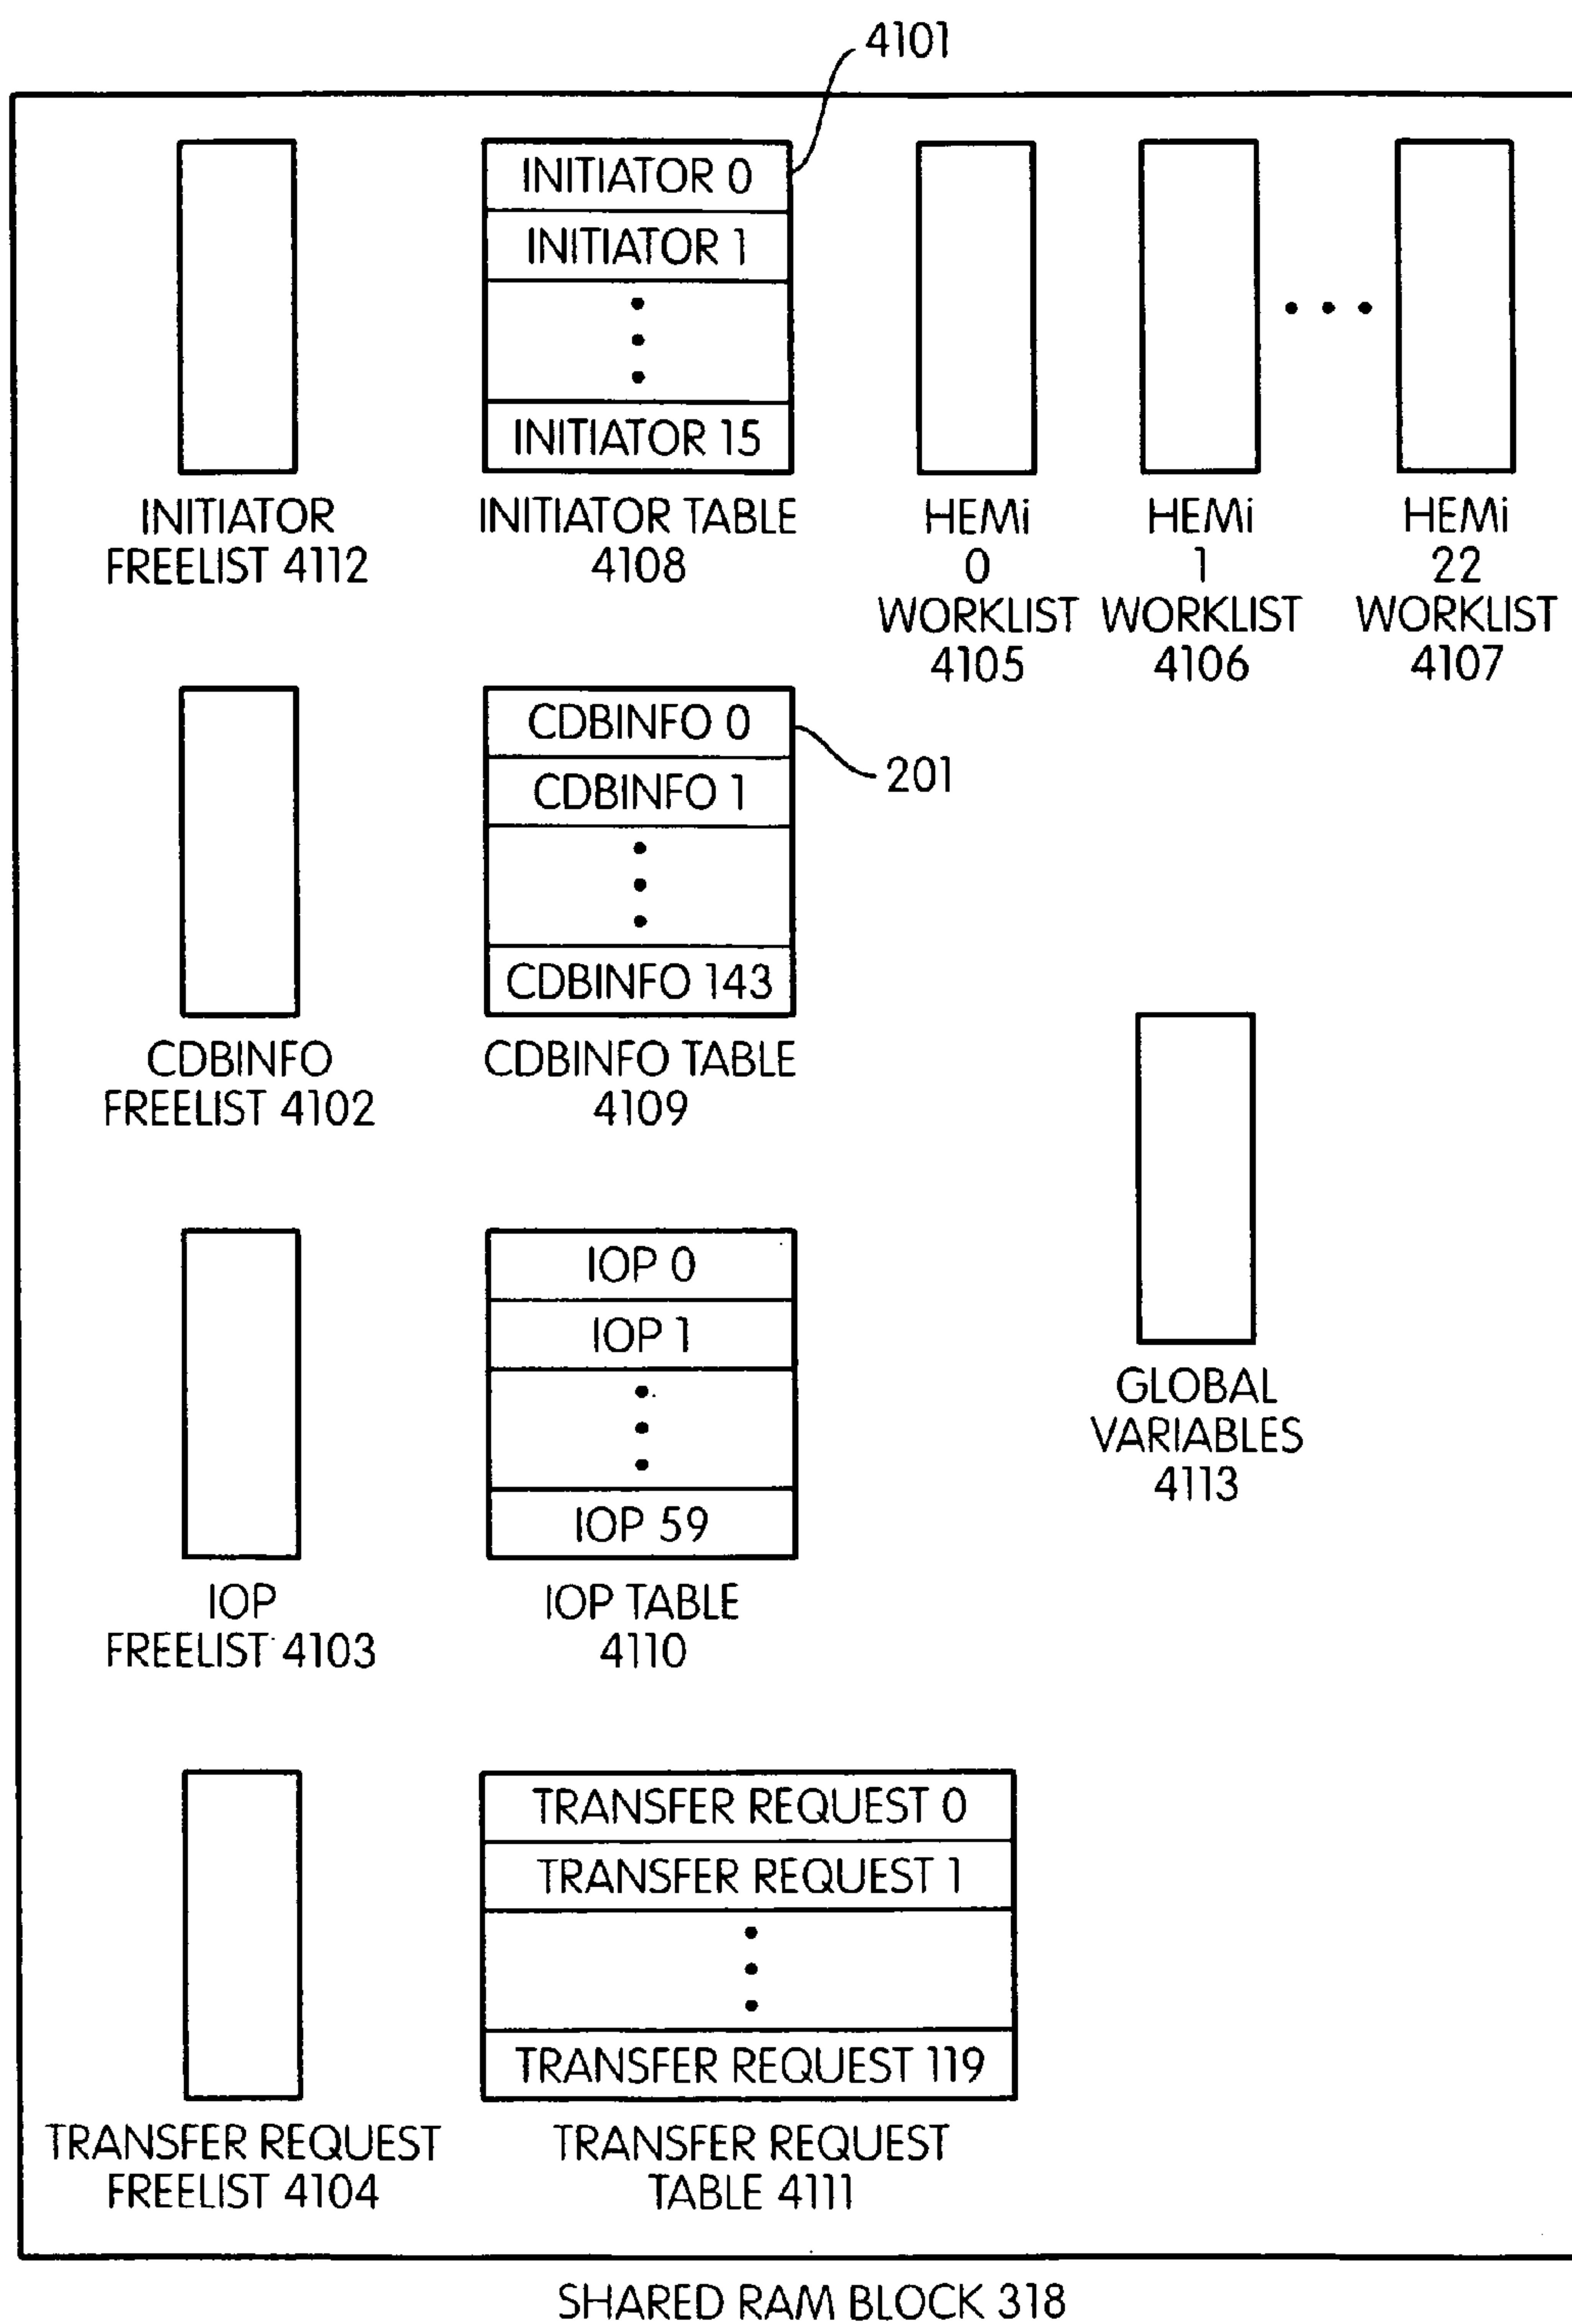 4101
INITIATOR 0
INITIATOR 1
INITIATOR 15
INITIATOR
FREELIST 4112
INITIATOR TABLE
4108
HEMi
0
WORKLIST
4105
HEMi
1
WORKLIST
4106
HEMi
22
WORKLIST
4107
CDBINFO 0
201
CDBINFO 1
CDBINFO 143
CDBINFO
FREELIST 4102
CDBINFO TABLE
4109
IOP 0
IOP 1
IOP 59
IOP
FREELIST 4103
IOP TABLE
4110
GLOBAL
VARIABLES
4113
TRANSFER REQUEST 0
TRANSFER REQUEST 1
TRANSFER REQUEST 119
TRANSFER REQUEST
FREELIST 4104
TRANSFER REQUEST
TABLE 4111
SHARED RAM BLOCK 318